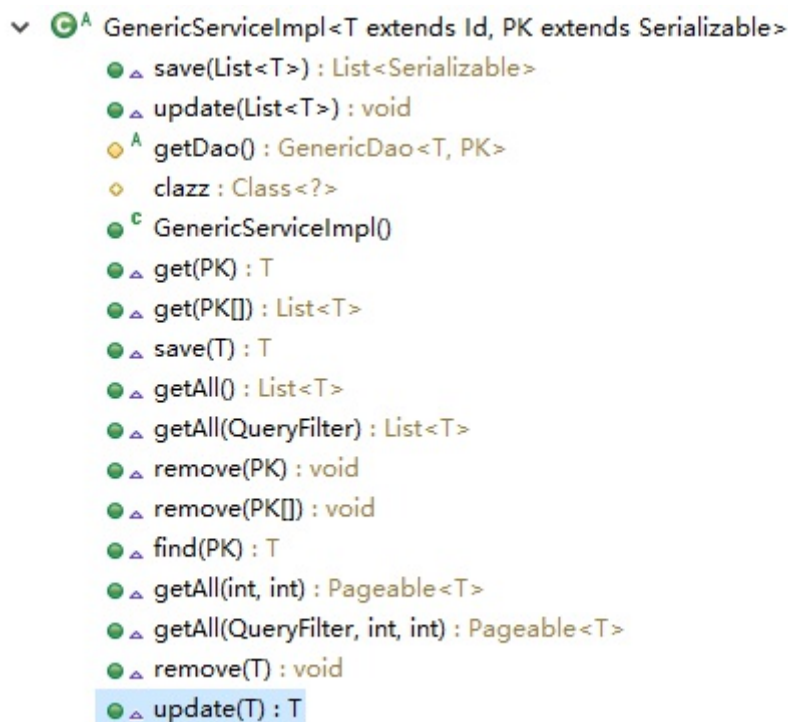 GenericServiceImpl<T extends Id, PK extends Serializable>
save(List<T>) : List<Serializable>
update(List<T>) : void
getDao() : GenericDao<T, PK>
clazz : Class<?>
GenericServiceImpl()
get(PK) : T
get(PK[]) : List<T>
save(T) : T
getAll() : List<T>
getAll(QueryFilter) : List<T>
remove(PK) : void
remove(PK[]) : void
find(PK) : T
getAll(int, int) : Pageable<T>
getAll(QueryFilter, int, int) : Pageable<T>
remove(T) : void
update(T) : T